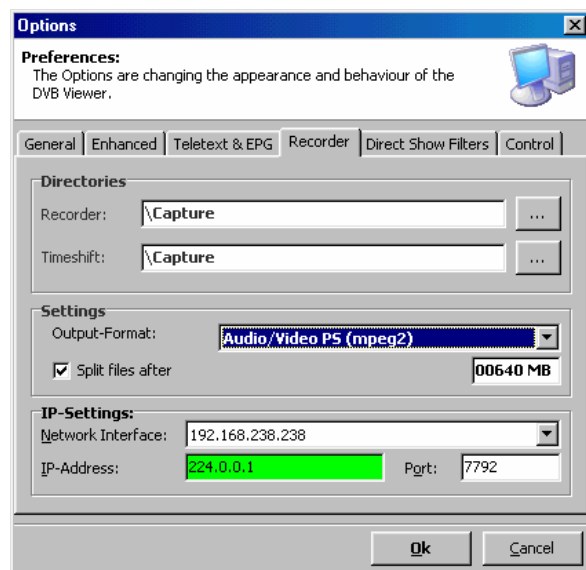 Options
Preferences:
The Options are changing the appearance and behaviour of the
DVB Viewer.
General Enhanced Teletext & EPG Recorder Direct Show Filters Control
Directories
Recorder: \Capture ...
Timeshift: \Capture ...
Settings
Output-Format: Audio/Video PS (mpeg2)
Split files after 00640 MB
IP-Settings:
Network Interface: 192.168.238.238
IP-Address: 224.0.0.1 Port: 7792
Ok Cancel